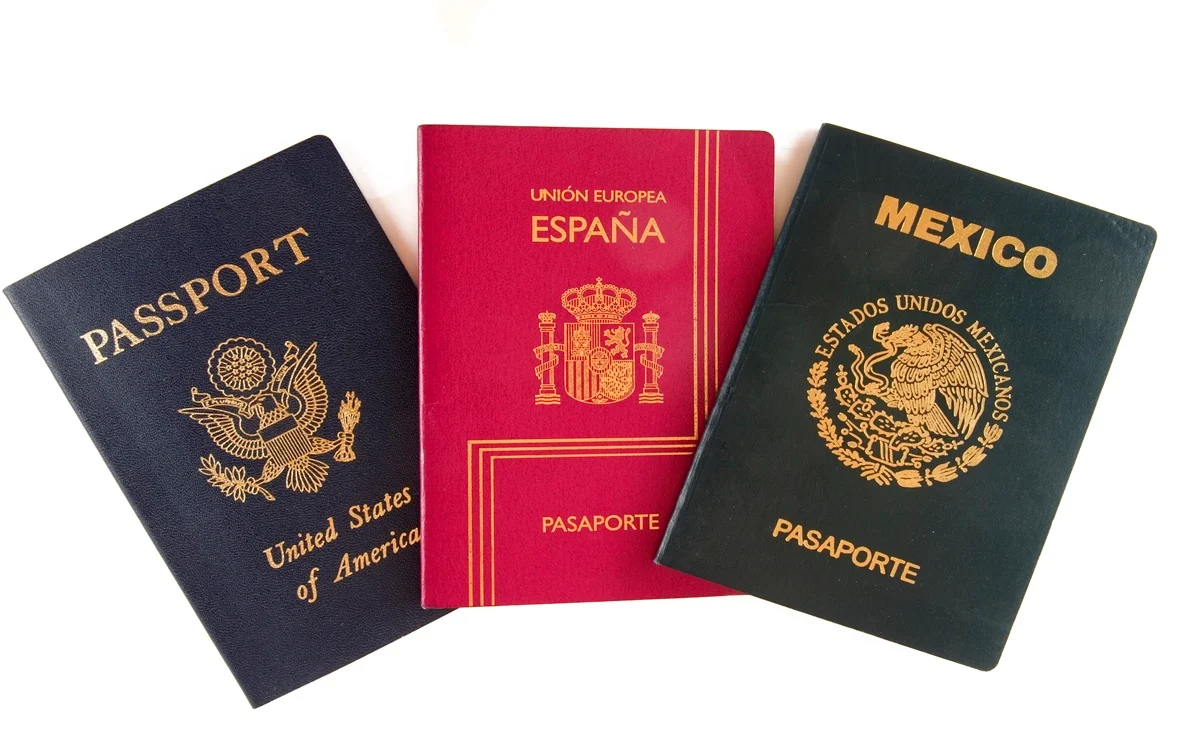 PASSPORT
United States
of America
UNIÓN EUROPEA
ESPAÑA
PASAPORTE
MEXICO
ESTADOS UNIDOS MEXICANOS
PASAPORTE